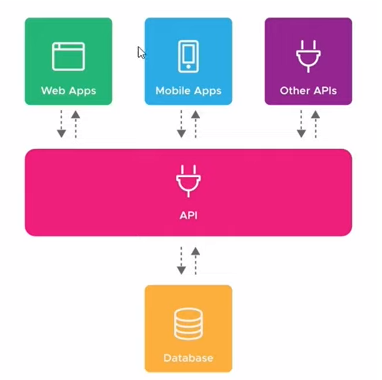 Web Apps
Mobile Apps
Other APIs
API
Database